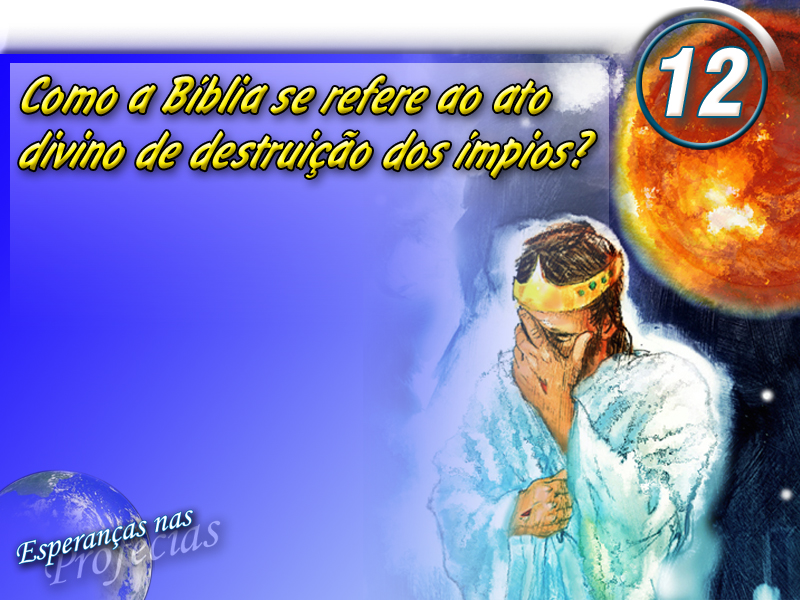 12
Como a Bíblia se refere ao ato
divino de destruição dos ímpios?
Esperanças nas
Profecias